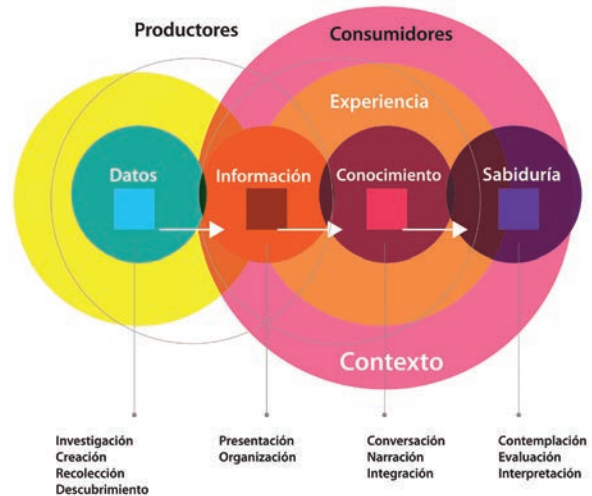 Productores
Consumidores
Experiencia
Datos
Información
Conocimiento
Sabiduría
Contexto
Investigación
Creación
Recolección
Descubrimiento
Presentación
Organización
Conversación
Narración
Integración
Contemplación
Evaluación
Interpretación